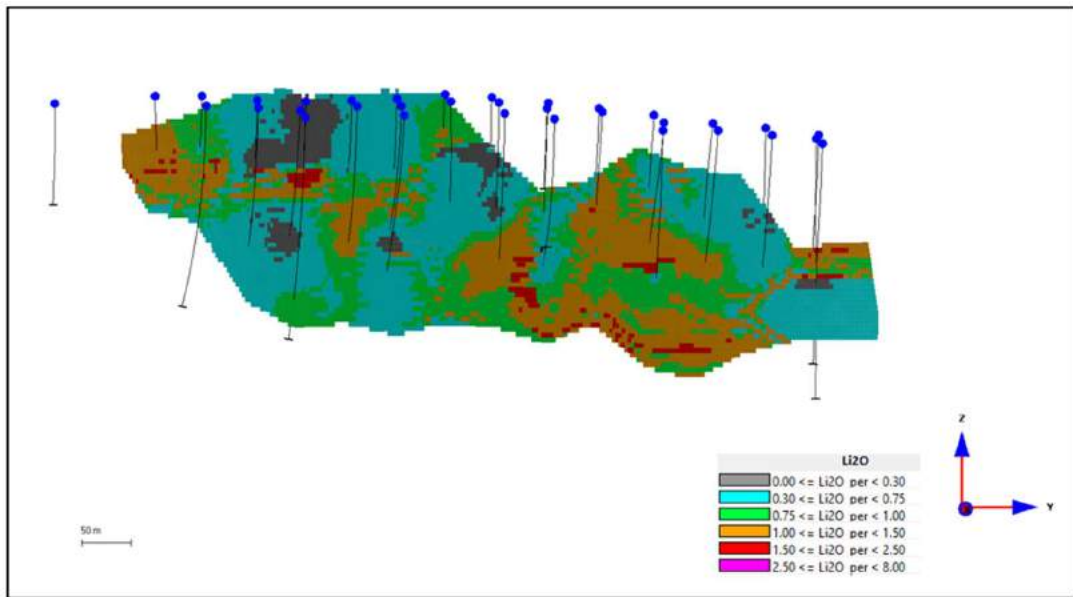 Z
Y
Li2O
0.00 <= Li2O per < 0.30
0.30 <= Li2O per < 0.75
0.75 <= Li2O per < 1.00
1.00 <= Li2O per < 1.50
1.50 <= Li2O per < 2.50
2.50 <= Li2O per < 8.00
50 m